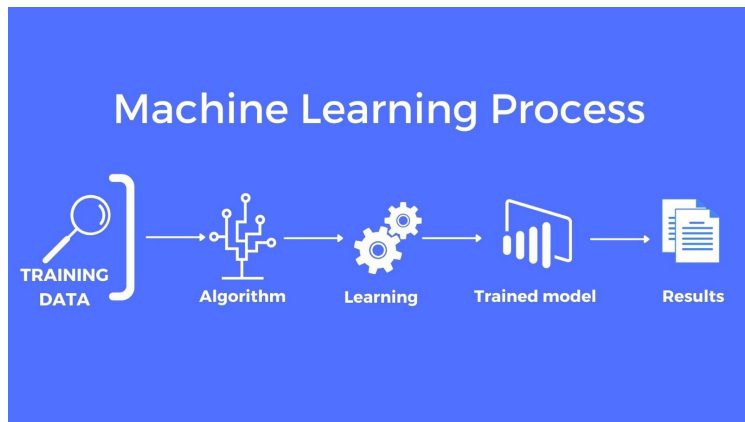 Machine Learning Process
TRAINING
DATA
Algorithm
Learning
Trained model
Results